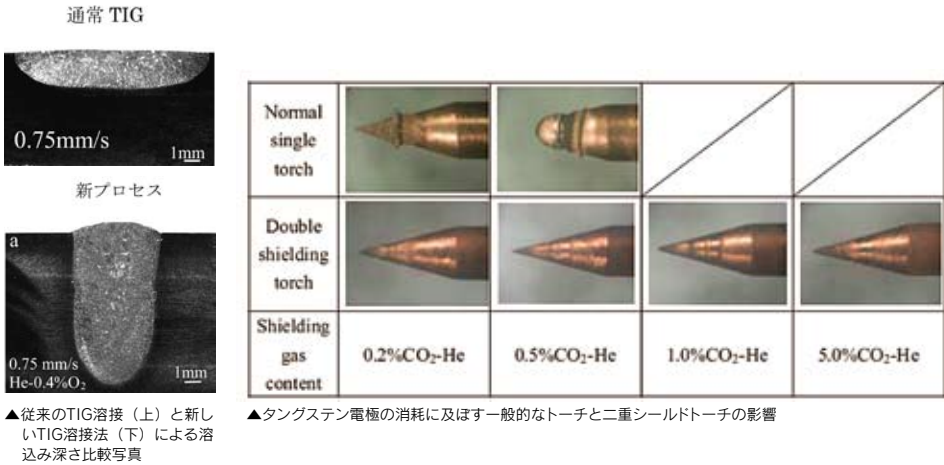 通常 TIG
0.75mm/s
1mm
新プロセス
a
0.75 mm/s
He-0.4%O₂
1mm
▲従来のTIG溶接（上）と新し
いTIG溶接法（下）による溶
込み深さ比較写真
Normal
single
torch
Double
shielding
torch
Shielding
gas
content
0.2%CO₂-He
0.5%CO₂-He
1.0%CO₂-He
5.0%CO₂-He
▲タングステン電極の消耗に及ぼす一般的なトーチと二重シールドトーチの影響